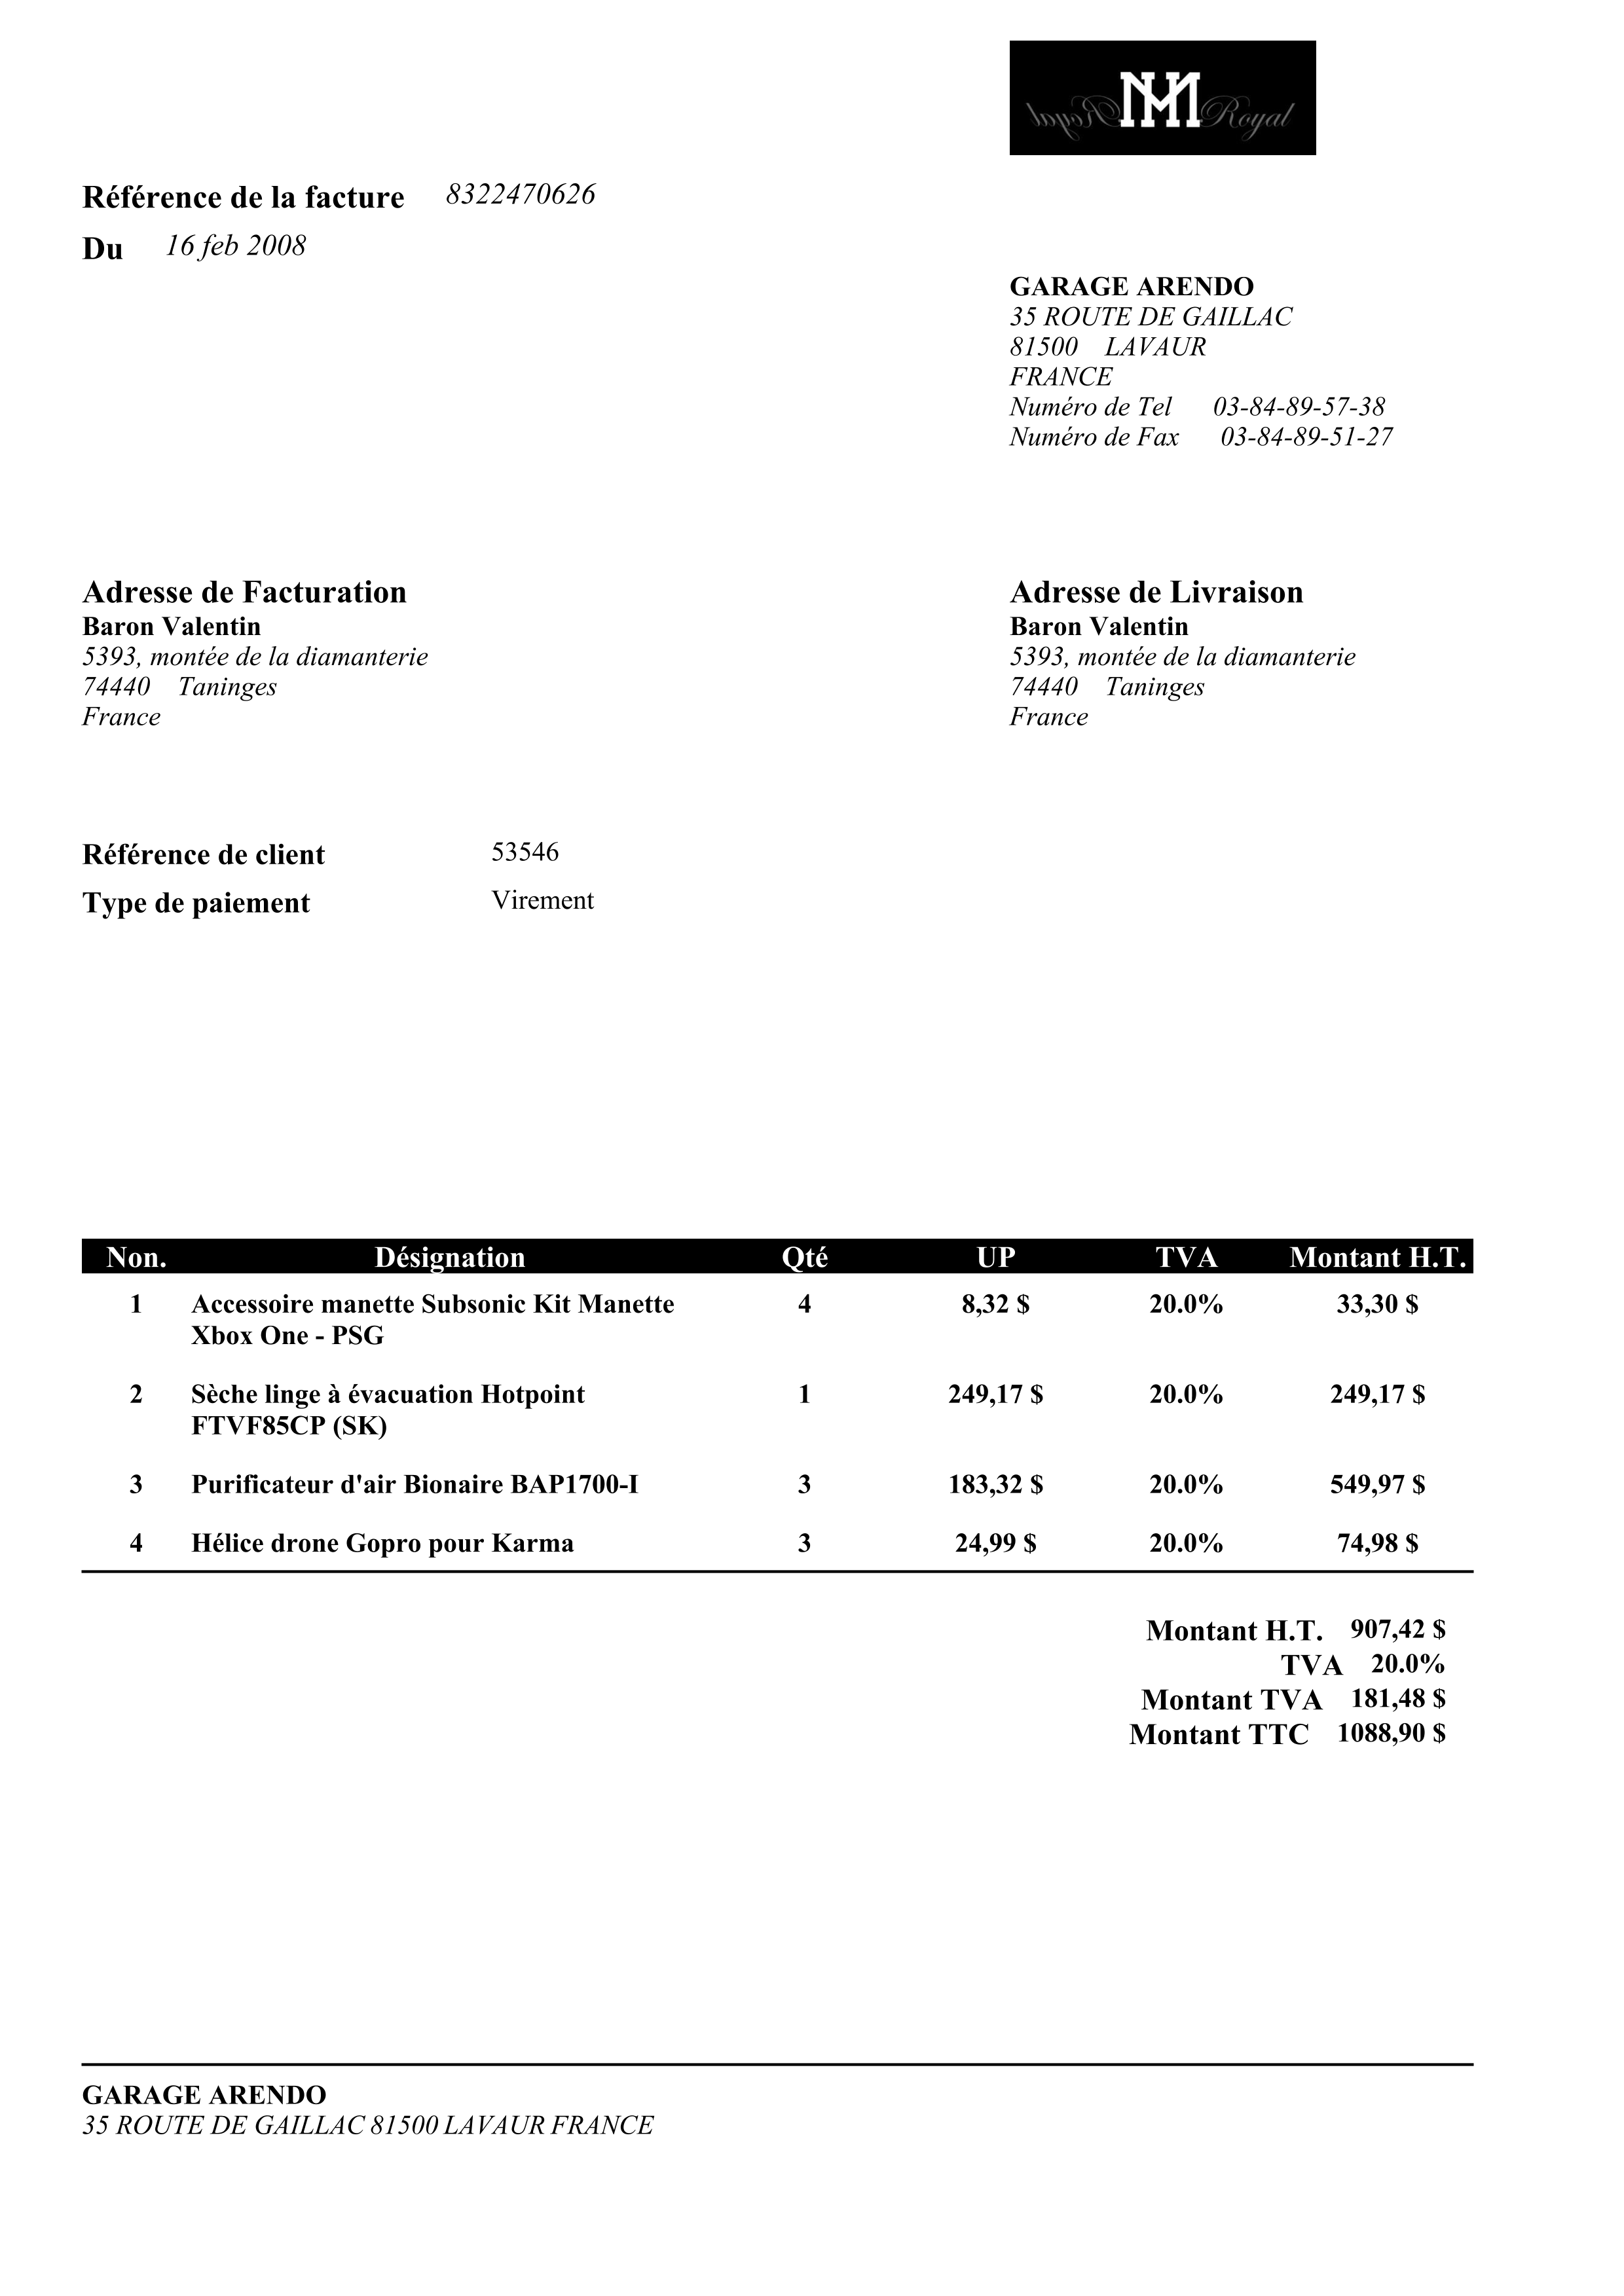 Royal MH Royal
Référence de la facture 8322470626
Du 16 feb 2008
GARAGE ARENDO
35 ROUTE DE GAILLAC
81500 LAVAUR
FRANCE
Numéro de Tel 03-84-89-57-38
Numéro de Fax 03-84-89-51-27
Adresse de Facturation
Baron Valentin
5393, montée de la diamanterie
74440 Taninges
France
Adresse de Livraison
Baron Valentin
5393, montée de la diamanterie
74440 Taninges
France
Référence de client 53546
Type de paiement Virement
Non. Désignation Qté UP TVA Montant H.T.
1 Accessoire manette Subsonic Kit Manette 4 8,32 $ 20.0% 33,30 $
Xbox One - PSG
2 Sèche linge à évacuation Hotpoint 1 249,17 $ 20.0% 249,17 $
FTVF85CP (SK)
3 Purificateur d'air Bionaire BAP1700-I 3 183,32 $ 20.0% 549,97 $
4 Hélice drone Gopro pour Karma 3 24,99 $ 20.0% 74,98 $
Montant H.T. 907,42 $
TVA 20.0%
Montant TVA 181,48 $
Montant TTC 1088,90 $
GARAGE ARENDO
35 ROUTE DE GAILLAC 81500 LAVAUR FRANCE